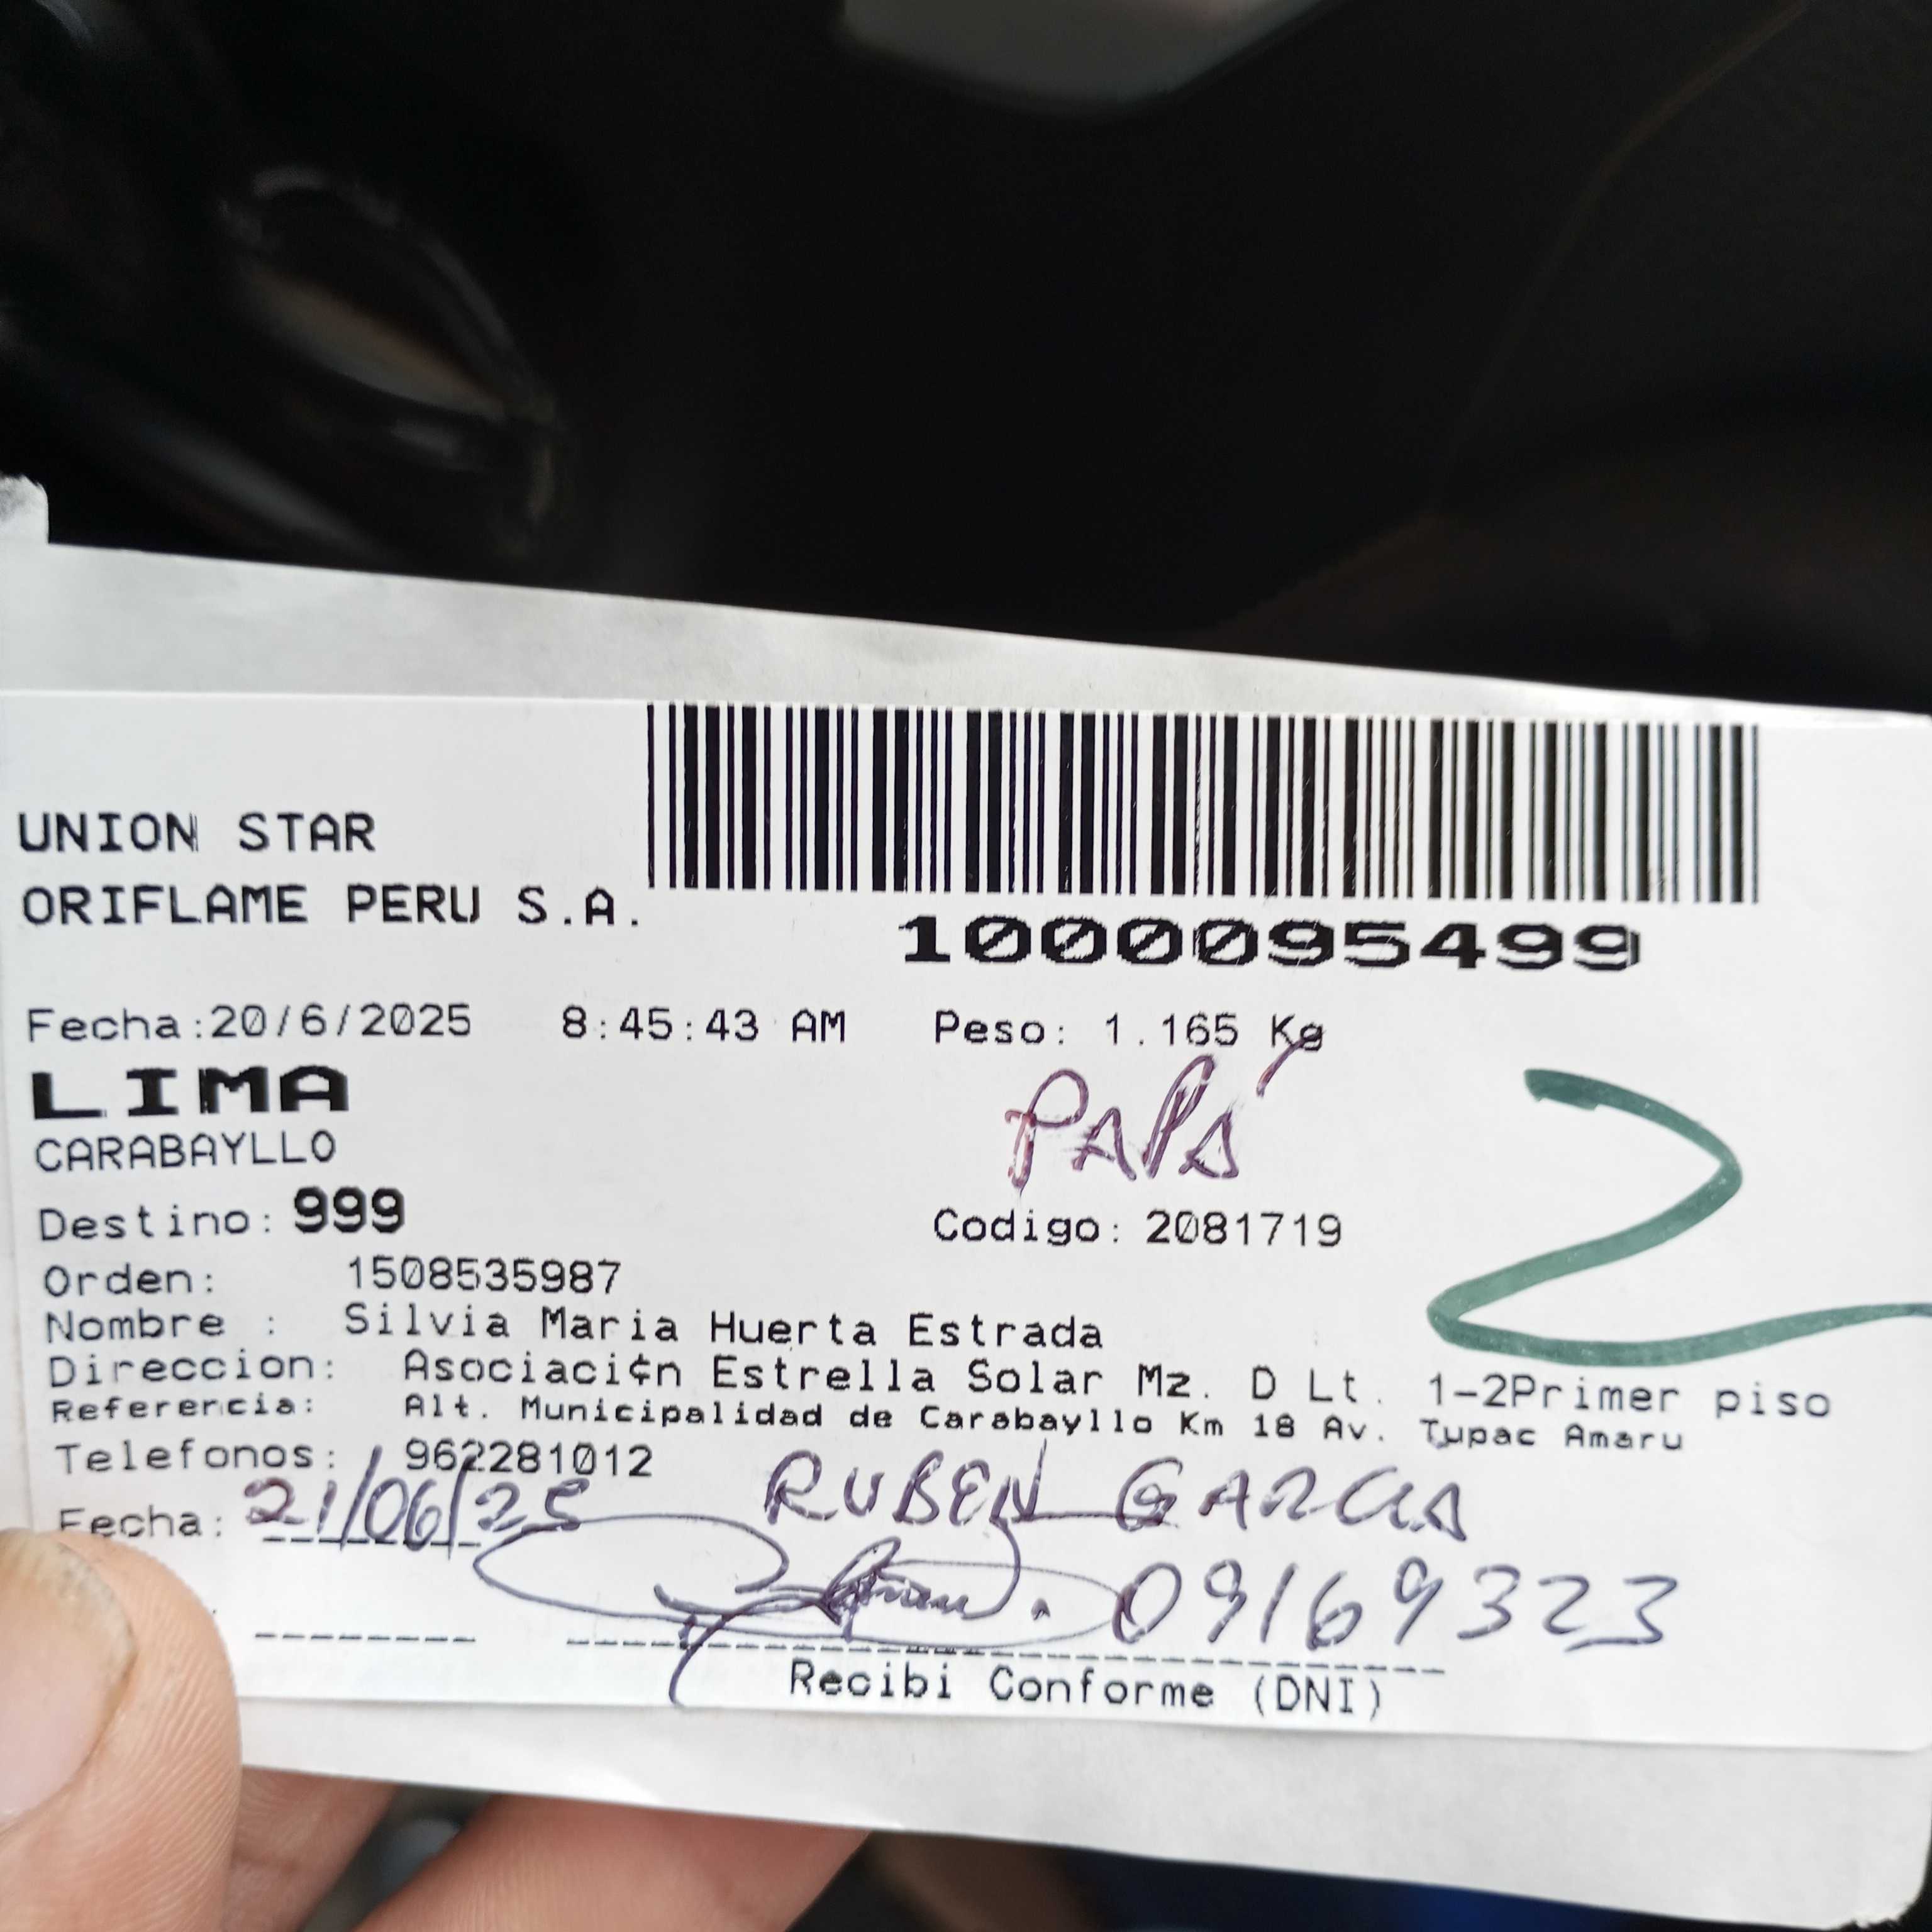 UNION STAR
ORIFLAME PERU S.A.
1000095499
Fecha:20/6/2025 8:45:43 AM Peso: 1.165 Kg
LIMA
PAPÁ
CARABAYLLO
Destino: 999 Codigo: 2081719
2
Orden: 1508535987
Nombre : Silvia Maria Huerta Estrada
Direccion: Asociaci¢n Estrella Solar Mz. D Lt. 1-2Primer piso
Referencia: Alt. Municipalidad de Carabayllo Km 18 Av. Tupac Amaru
Telefonos: 962281012
Fecha: 21/06/25 RUBEN GARCIA
09169323
Recibi Conforme (DNI)